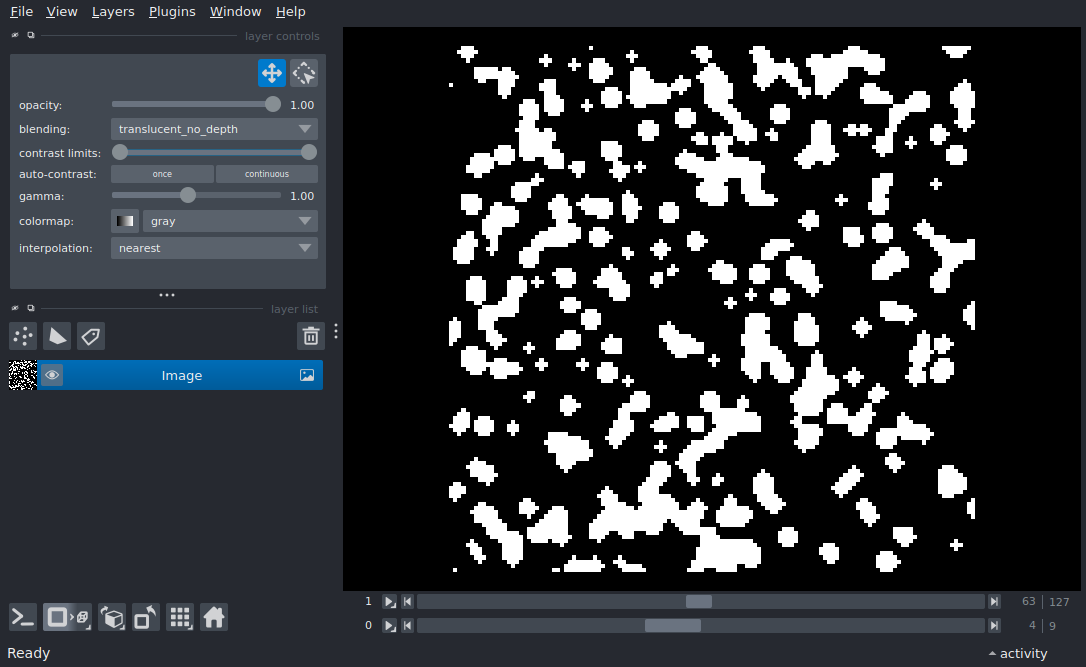 File View Layers Plugins Window Help
layer controls
opacity: 1.00
blending: translucent_no_depth
contrast limits:
auto-contrast: once continuous
gamma: 1.00
colormap: gray
interpolation: nearest
layer list
Image
1 63 127
0 4 9
Ready activity